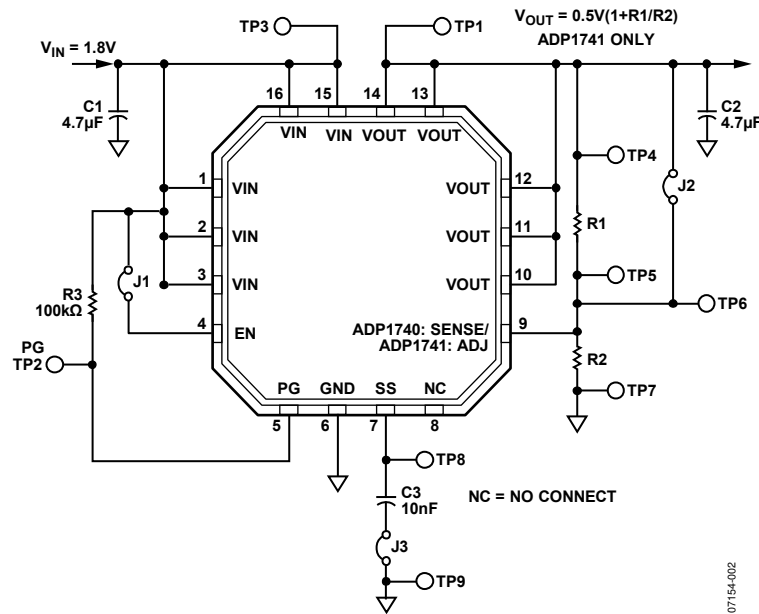 TP3
TP1
VOUT = 0.5V(1+R1/R2)
ADP1741 ONLY
VIN = 1.8V
C1
4.7µF
16
15
14
13
VIN
VIN
VOUT
VOUT
C2
4.7µF
1
VIN
VOUT
12
TP4
J2
2
VIN
VOUT
11
R1
3
VIN
VOUT
10
TP5
J1
R3
100kΩ
4
EN
ADP1740: SENSE/
ADP1741: ADJ
9
TP6
PG
TP2
R2
PG
GND
SS
NC
TP7
5
6
7
8
TP8
C3
10nF
NC = NO CONNECT
J3
TP9
07154-002